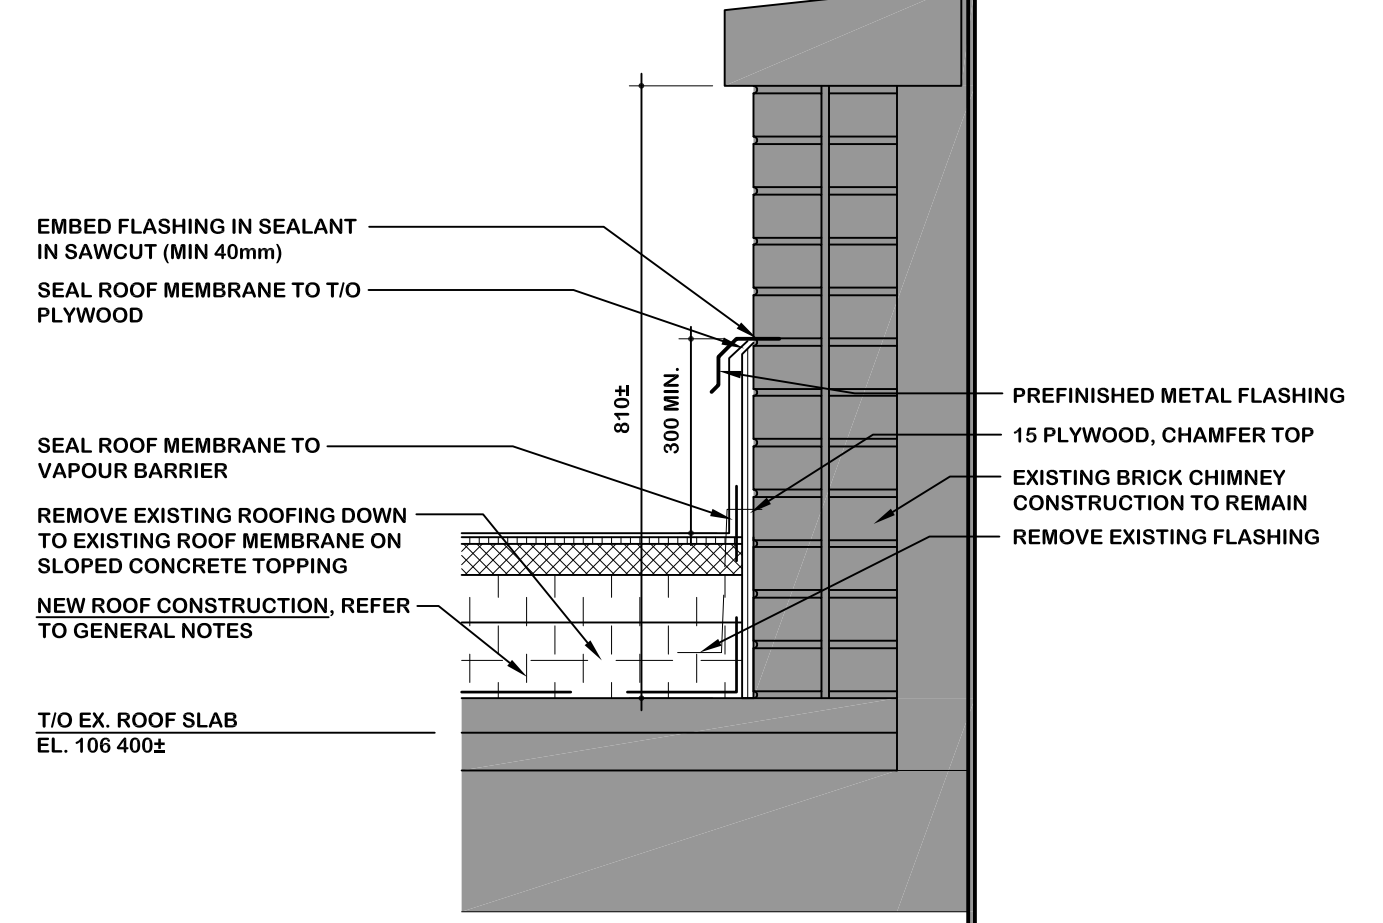 EMBED FLASHING IN SEALANT
IN SAWCUT (MIN 40mm)
SEAL ROOF MEMBRANE TO T/O
PLYWOOD
810±
300 MIN.
SEAL ROOF MEMBRANE TO
VAPOUR BARRIER
REMOVE EXISTING ROOFING DOWN
TO EXISTING ROOF MEMBRANE ON
SLOPED CONCRETE TOPPING
NEW ROOF CONSTRUCTION, REFER
TO GENERAL NOTES
T/O EX. ROOF SLAB
EL. 106 400±
PREFINISHED METAL FLASHING
15 PLYWOOD, CHAMFER TOP
EXISTING BRICK CHIMNEY
CONSTRUCTION TO REMAIN
REMOVE EXISTING FLASHING